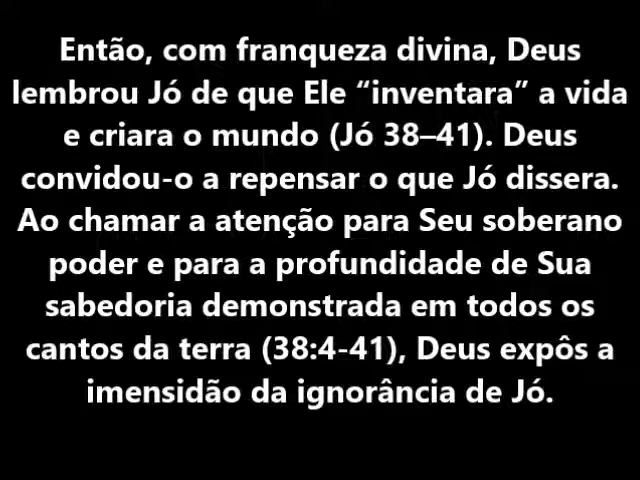 Então, com franqueza divina, Deus
lembrou Jó de que Ele “inventara” a vida
e criara o mundo (Jó 38–41). Deus
convidou-o a repensar o que Jó dissera.
Ao chamar a atenção para Seu soberano
poder e para a profundidade de Sua
sabedoria demonstrada em todos os
cantos da terra (38:4-41), Deus expôs a
imensidão da ignorância de Jó.